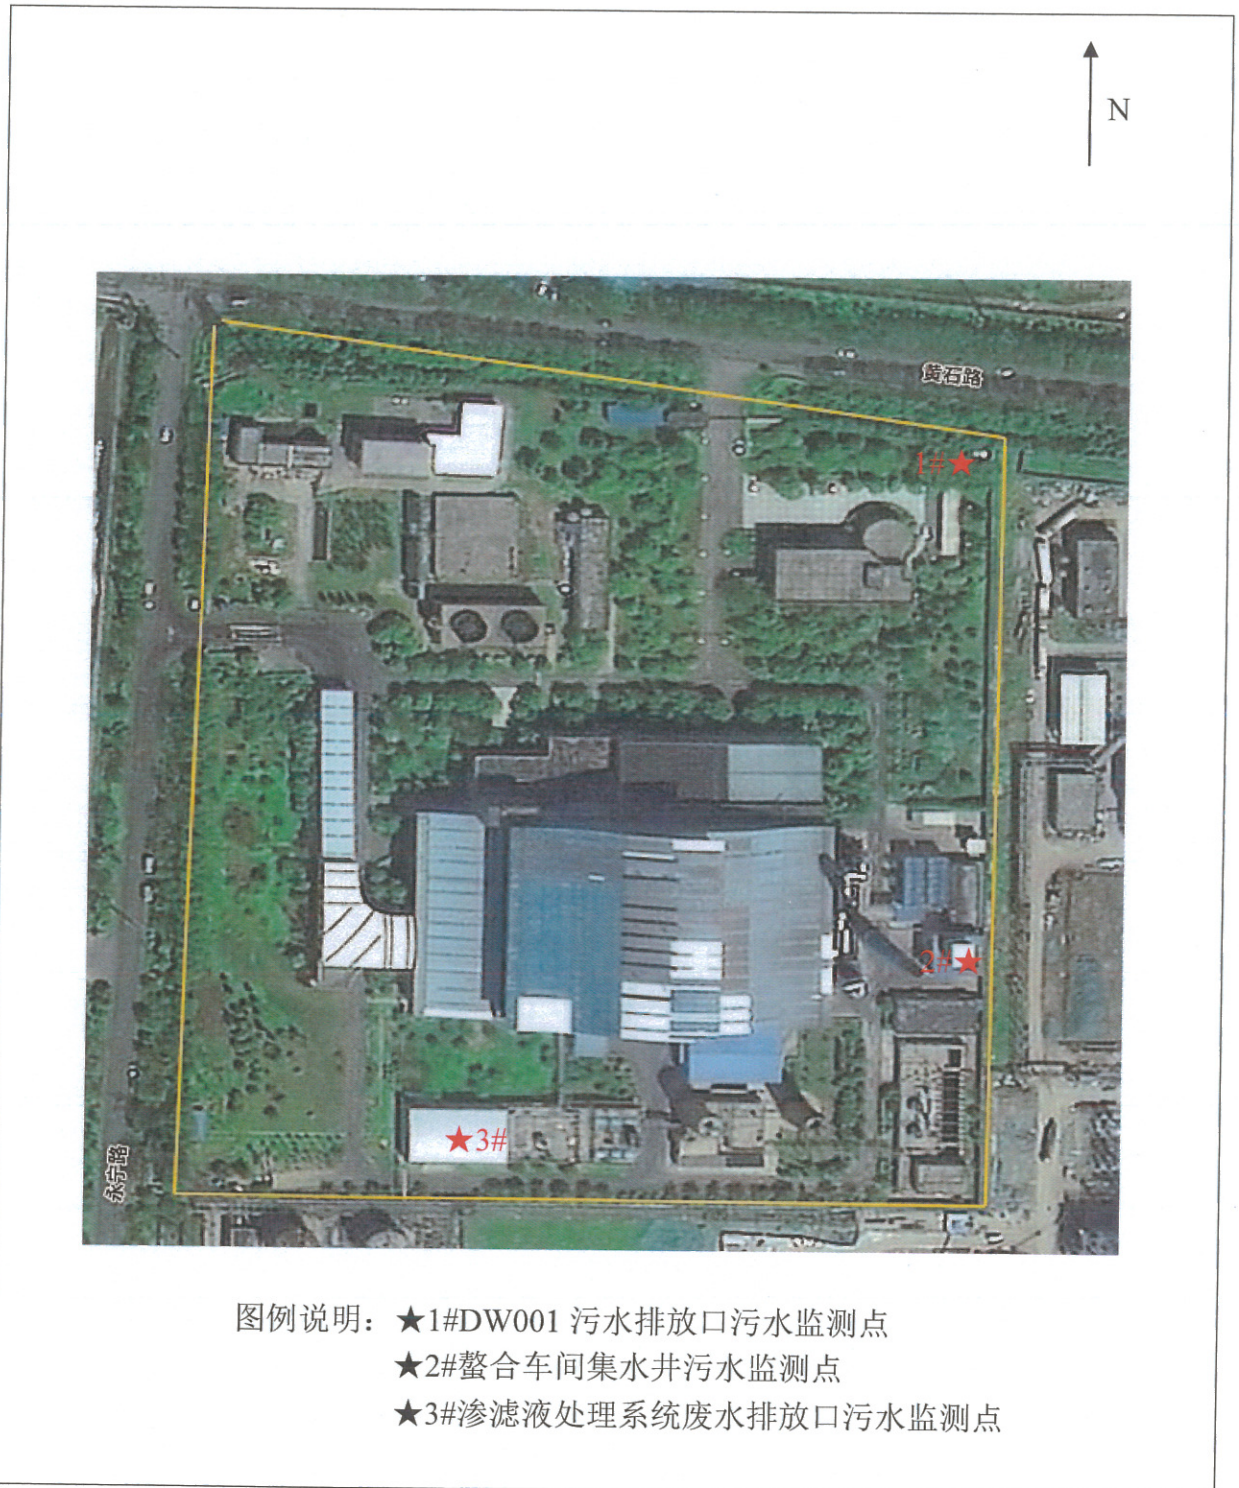 N
黄石路
1#★
2#★
★3#
永宁路
图例说明：★1#DW001 污水排放口污水监测点
★2#螯合车间集水井污水监测点
★3#渗滤液处理系统废水排放口污水监测点